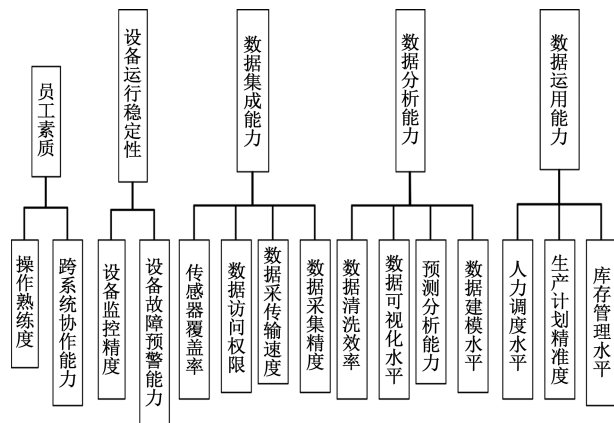 员工素质
设备运行稳定性
数据集成能力
数据分析能力
数据运用能力
操作熟练度
跨系统协作能力
设备监控精度
设备故障预警能力
传感器覆盖率
数据访问权限
数据采传输速度
数据采集精度
数据清洗效率
数据可视化水平
预测分析能力
数据建模水平
人力调度水平
生产计划精准度
库存管理水平